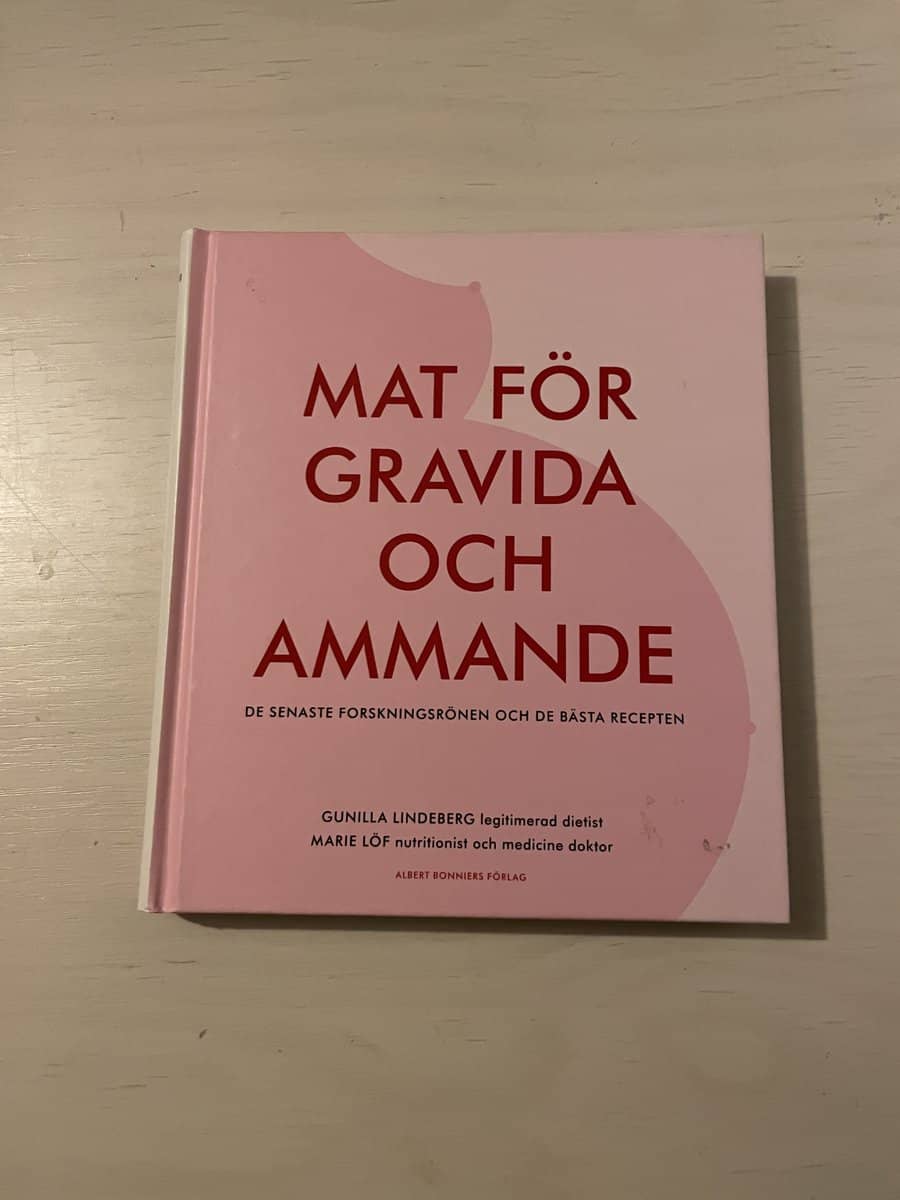 MAT FÖR
GRAVIDA
OCH
AMMANDE
DE SENASTE FORSKNINGSRÖNEN OCH DE BÄSTA RECEPTEN
GUNILLA LINDEBERG legitimerad dietist
MARIE LÖF nutritionist och medicine doktor
ALBERT BONNIERS FÖRLAG